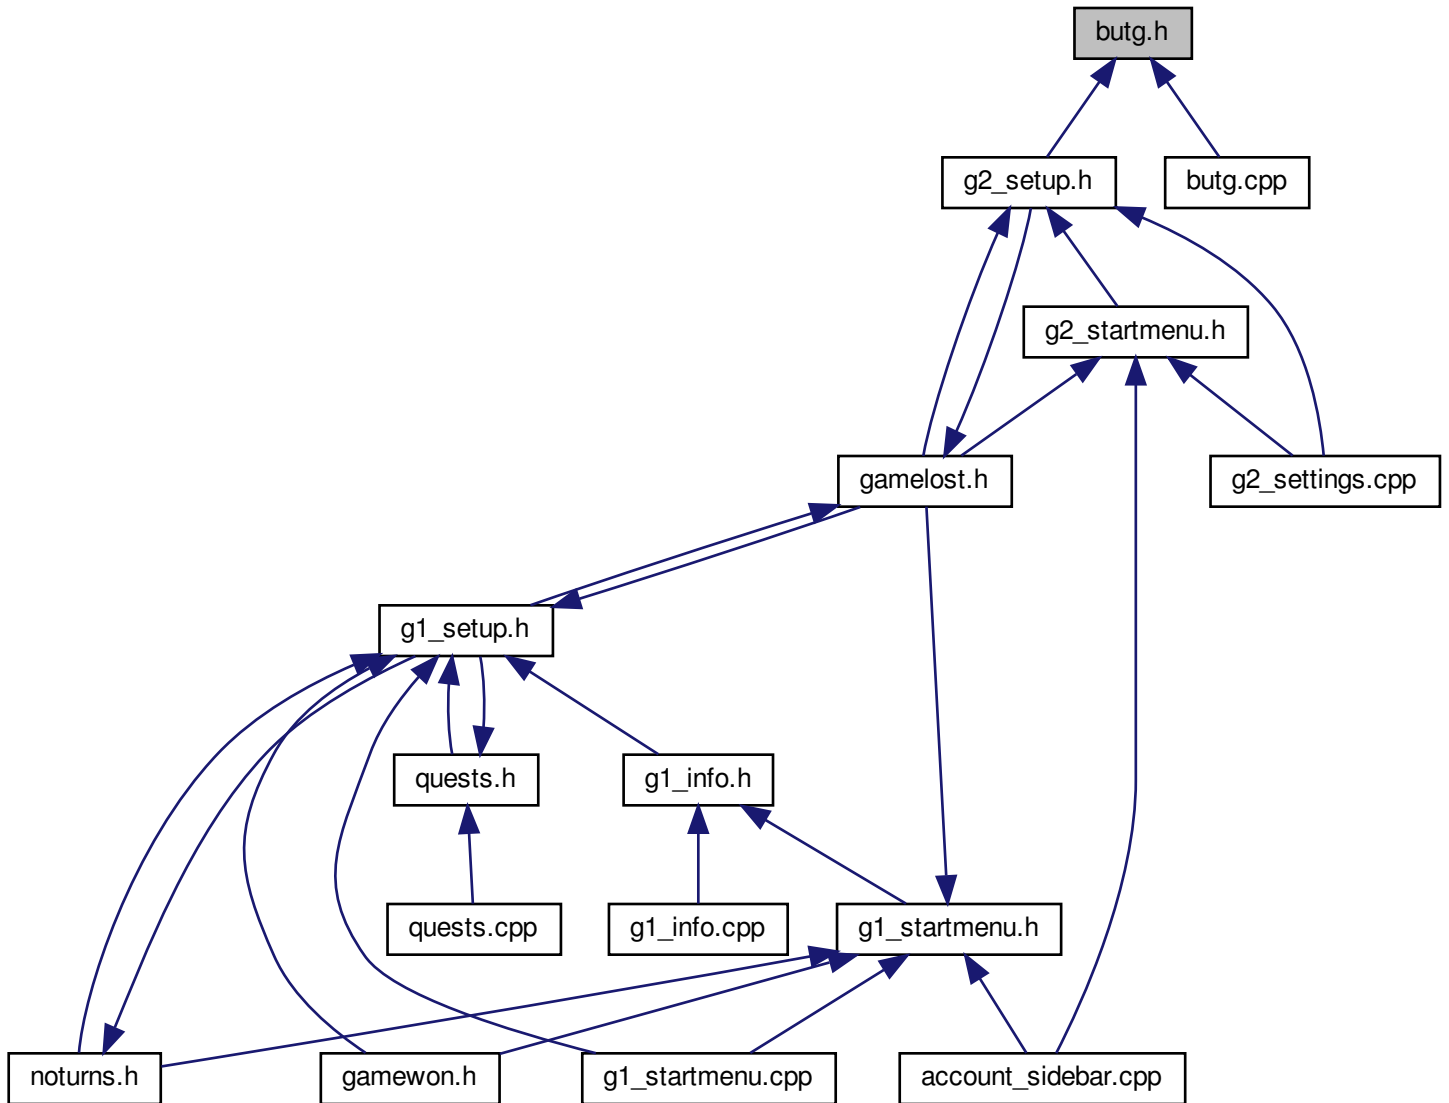 butg.h
g2_setup.h
butg.cpp
g2_startmenu.h
gamelost.h
g2_settings.cpp
g1_setup.h
quests.h
g1_info.h
quests.cpp
g1_info.cpp
g1_startmenu.h
noturns.h
gamewon.h
g1_startmenu.cpp
account_sidebar.cpp